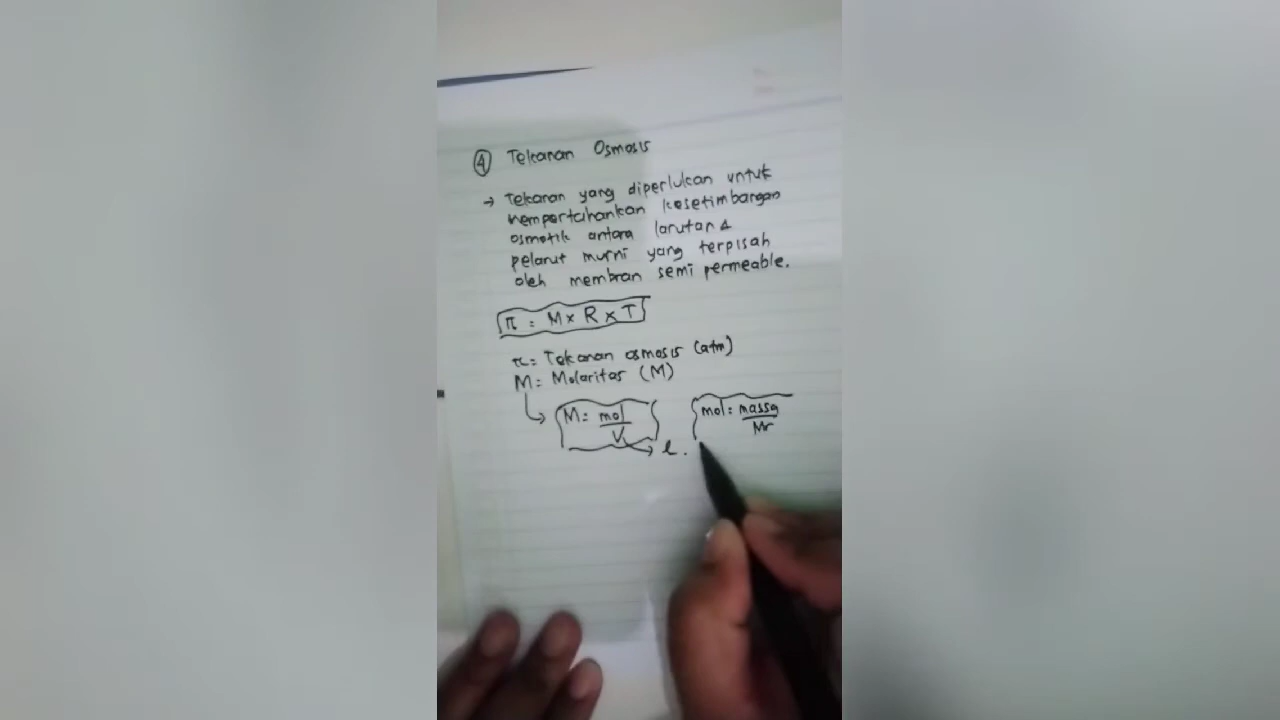 ④ Tekanan Osmosis
→ Tekanan yang diperlukan untuk
mempertahankan kesetimbangan
osmotik antara larutan &
pelarut murni yang terpisah
oleh membran semi permeable.
π = M x R x T
π = Tekanan osmosis (atm)
M = Molaritas (M)
M = mol / V → l.
mol = massa / Mr